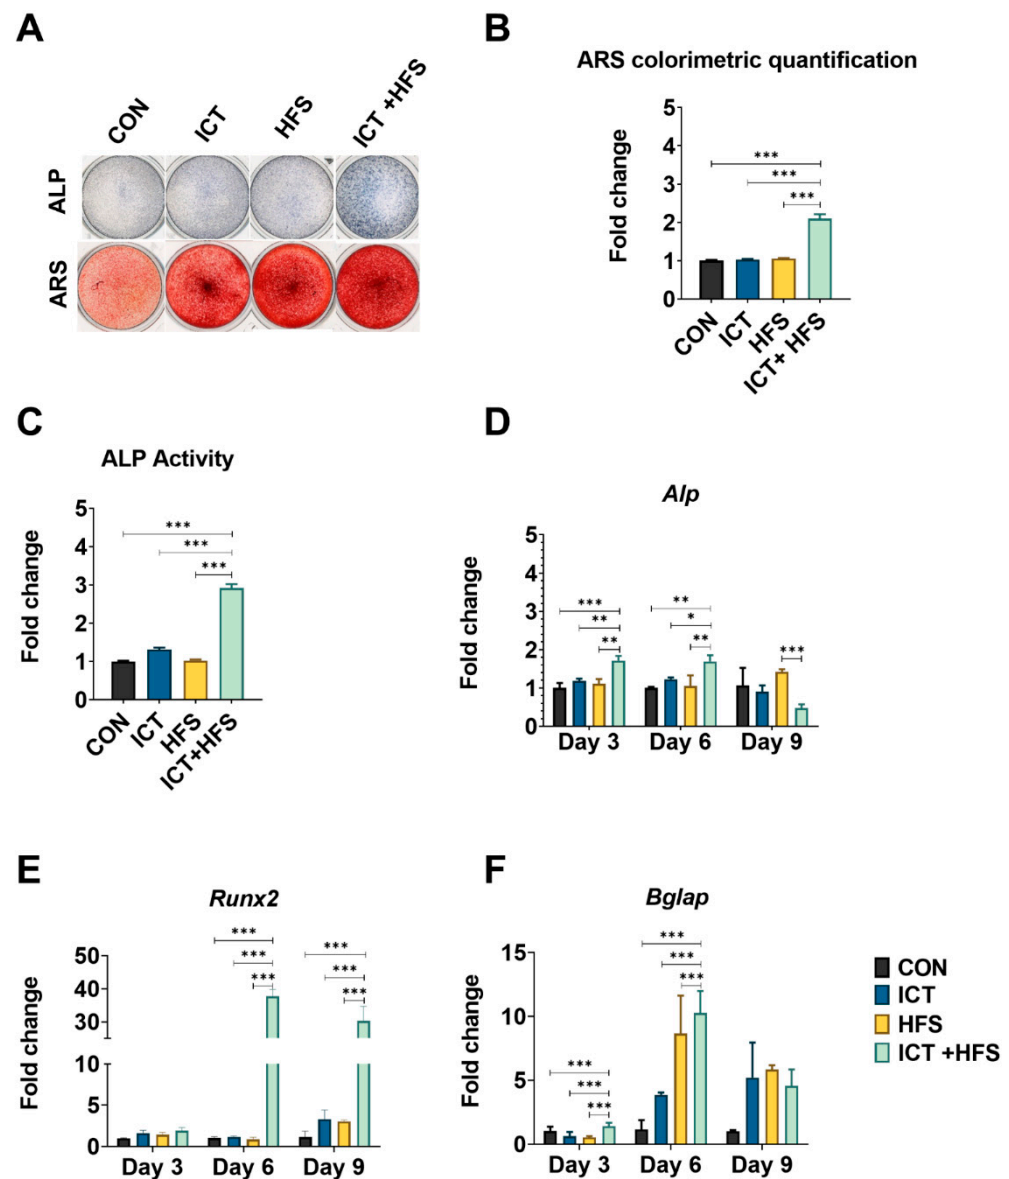 A
CON
ICT
HFS
ICT +HFS
ALP
ARS
B
ARS colorimetric quantification
Fold change
5
4
3
2
1
0
***
***
***
CON
ICT
HFS
ICT+ HFS
C
ALP Activity
Fold change
5
4
3
2
1
0
***
***
***
CON
ICT
HFS
ICT+HFS
D
Alp
Fold change
5
4
3
2
1
0
***
**
**
**
*
**
***
Day 3
Day 6
Day 9
E
Runx2
Fold change
50
40
30
10
5
0
***
***
***
***
***
***
Day 3
Day 6
Day 9
F
Bglap
Fold change
15
10
5
0
***
***
***
***
***
***
Day 3
Day 6
Day 9
CON
ICT
HFS
ICT +HFS